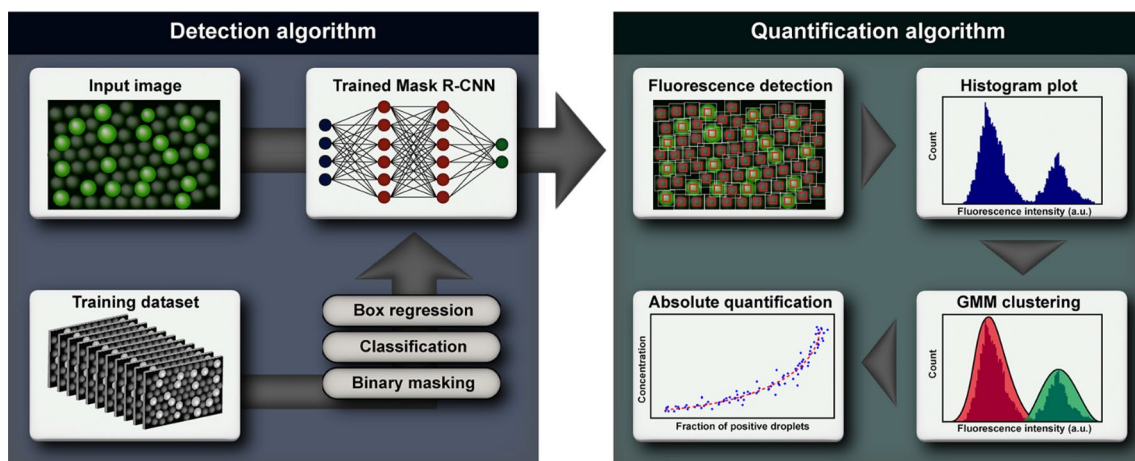 Detection algorithm
Input image
Trained Mask R-CNN
Training dataset
Box regression
Classification
Binary masking
Quantification algorithm
Fluorescence detection
Histogram plot
Count
Fluorescence intensity (a.u.)
Absolute quantification
Concentration
Fraction of positive droplets
GMM clustering
Count
Fluorescence intensity (a.u.)